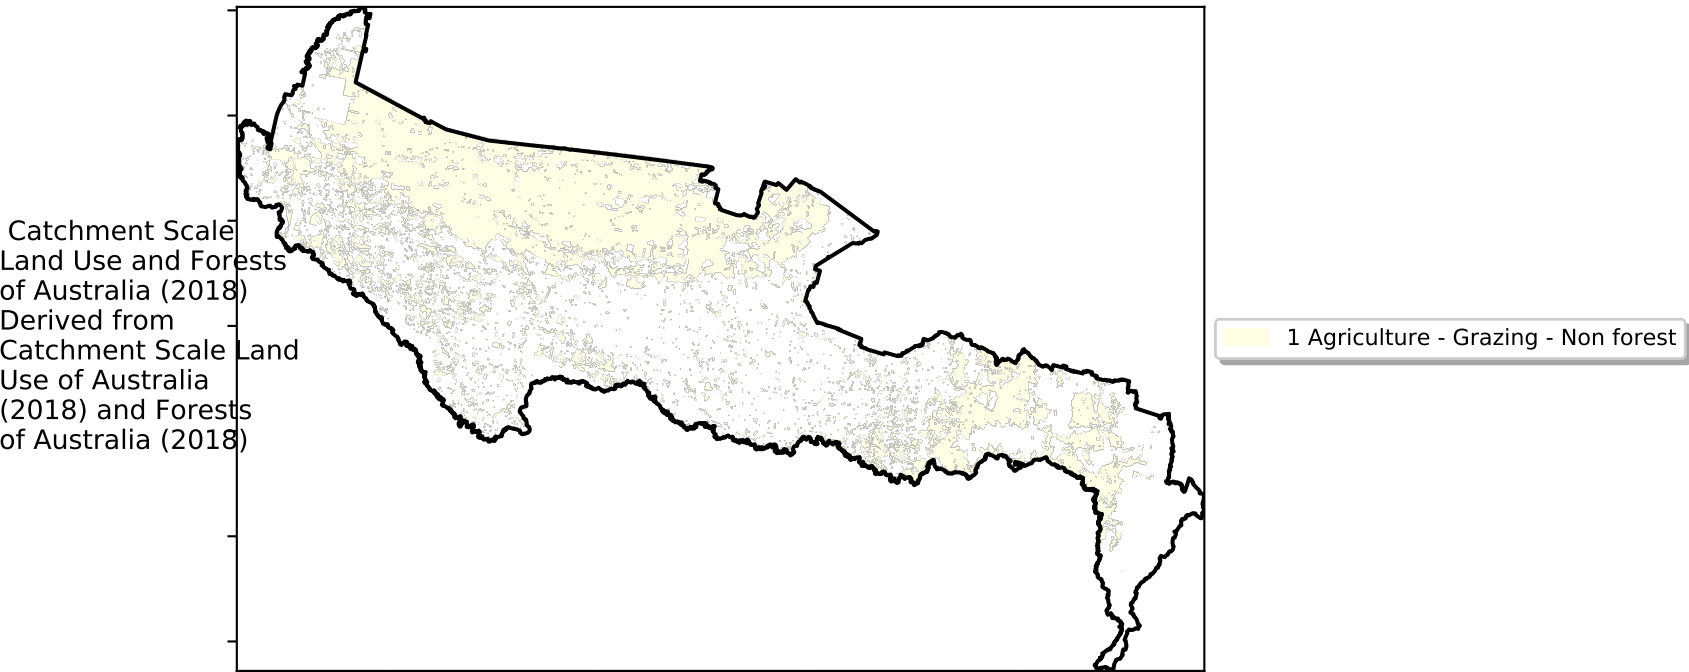 Catchment Scale
Land Use and Forests
of Australia (2018)
Derived from
Catchment Scale Land
Use of Australia
(2018) and Forests
of Australia (2018)
1 Agriculture - Grazing - Non forest